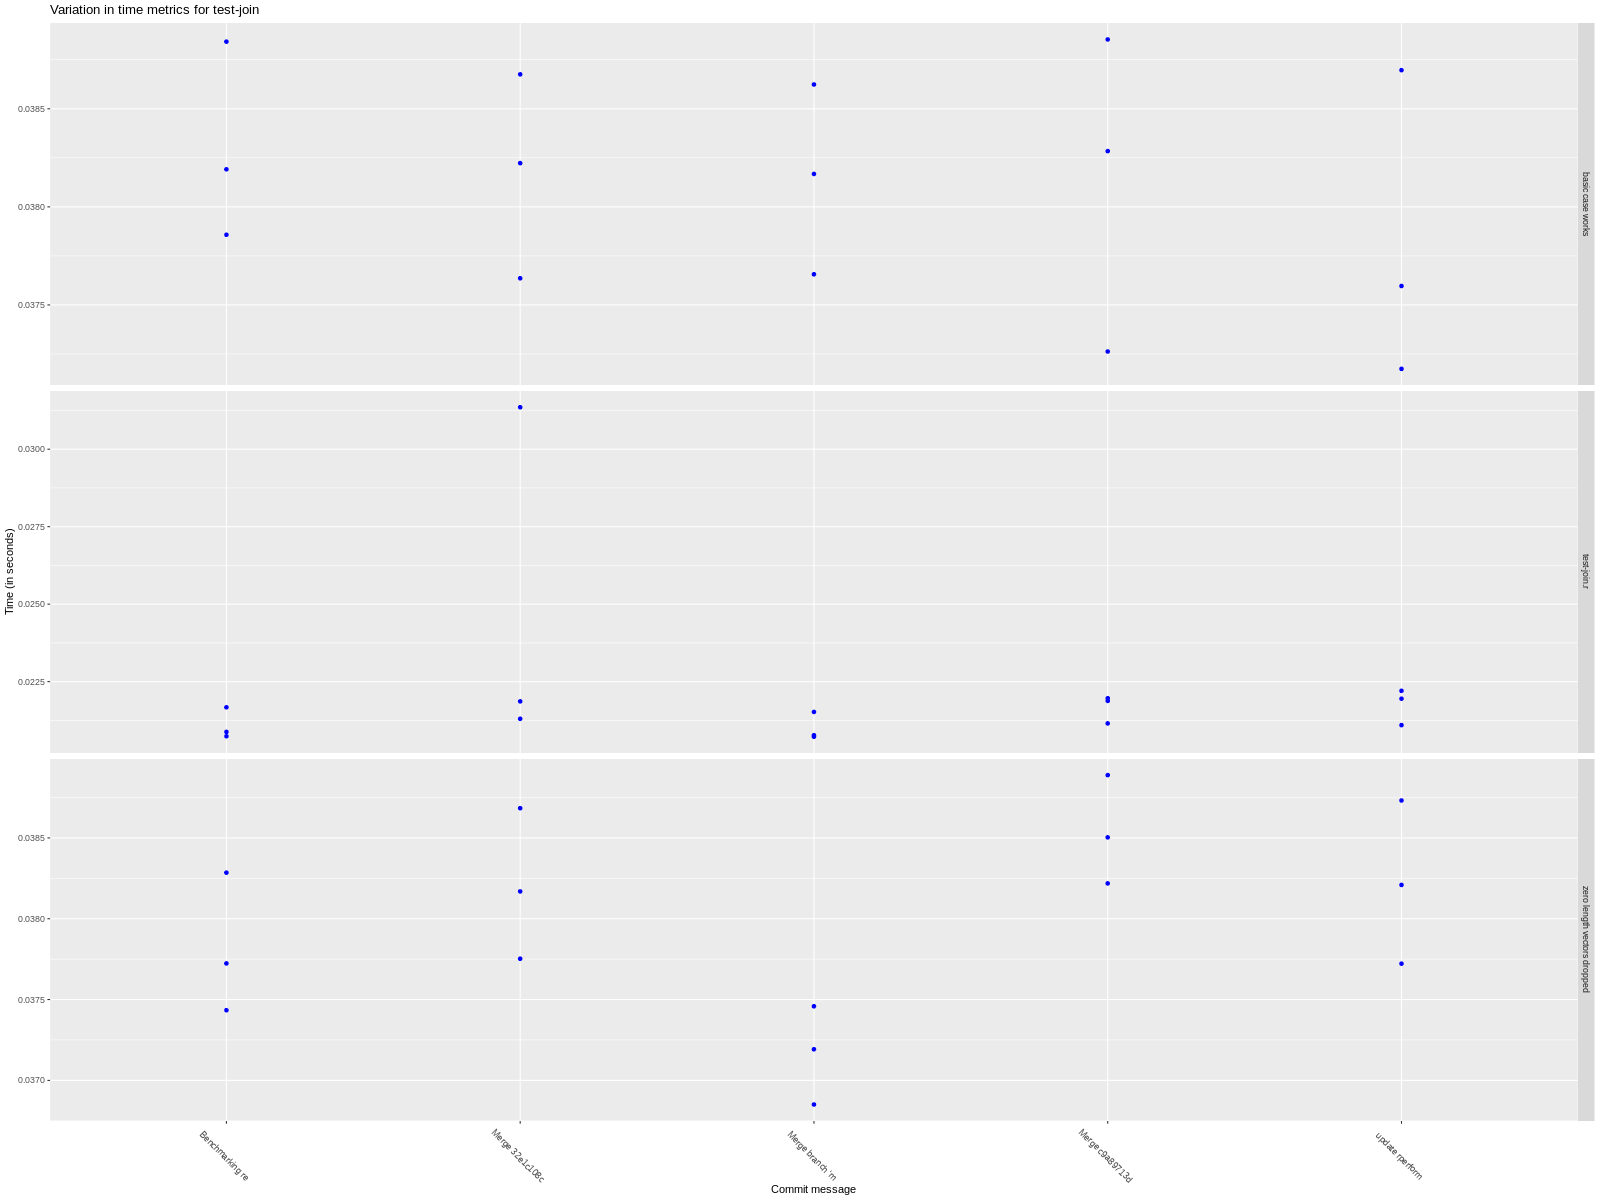 Variation in time metrics for test-join
0.0385
0.0380
0.0375
basic case works
0.0300
0.0275
0.0250
0.0225
test-join.r
0.0385
0.0380
0.0375
0.0370
zero length vectors dropped
Time (in seconds)
Benchmarking re
Merge 32e1c108c
Merge branch 'm
Merge c9a89713d
update rperform
Commit message